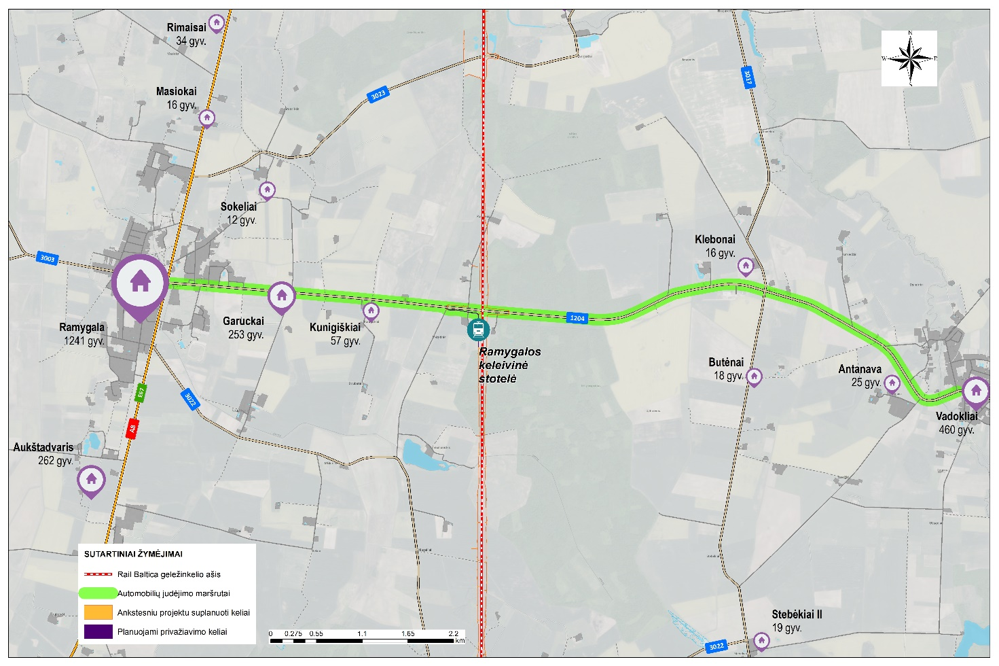 Rimaisai
34 gyv.
N
W
E
S
3017
Masiokai
16 gyv.
3023
Sokeliai
12 gyv.
Klebonai
16 gyv.
3003
Ramygala
1241 gyv.
Garuckai
253 gyv.
Kunigiškiai
57 gyv.
1204
Ramygalos
keleivinė
stotelė
Butėnai
18 gyv.
Antanava
25 gyv.
Vadokliai
460 gyv.
E67
3022
A8
Aukštadvaris
262 gyv.
SUTARTINIAI ŽYMĖJIMAI
Rail Baltica geležinkelio ašis
Automobilių judėjimo maršrutai
Ankstesniu projektu suplanuoti keliai
Planuojami privažiavimo keliai
0 0.275 0.55 1.1 1.65 2.2
km
Stebėkiai II
19 gyv.
3022